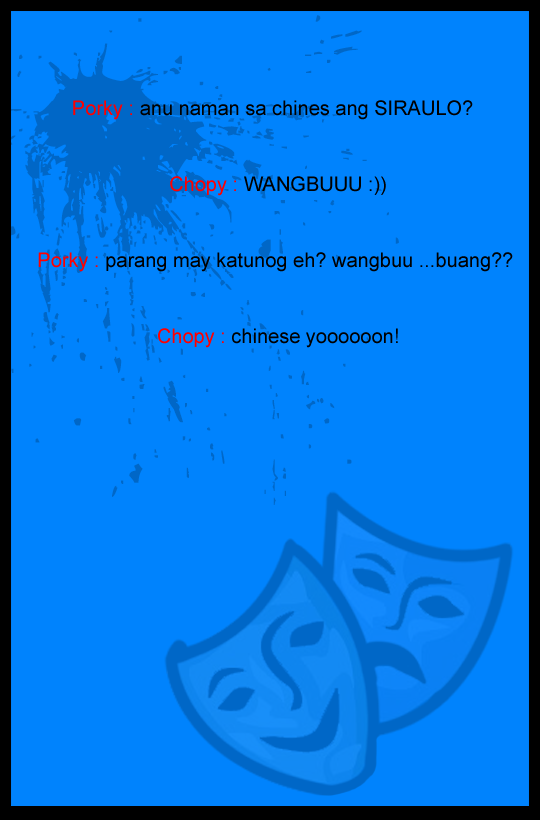 Porky : anu naman sa chines ang SIRAULO?
Chopy : WANGBUUU :))
Porky : parang may katunog eh? wangbuu ...buang??
Chopy : chinese yoooooon!